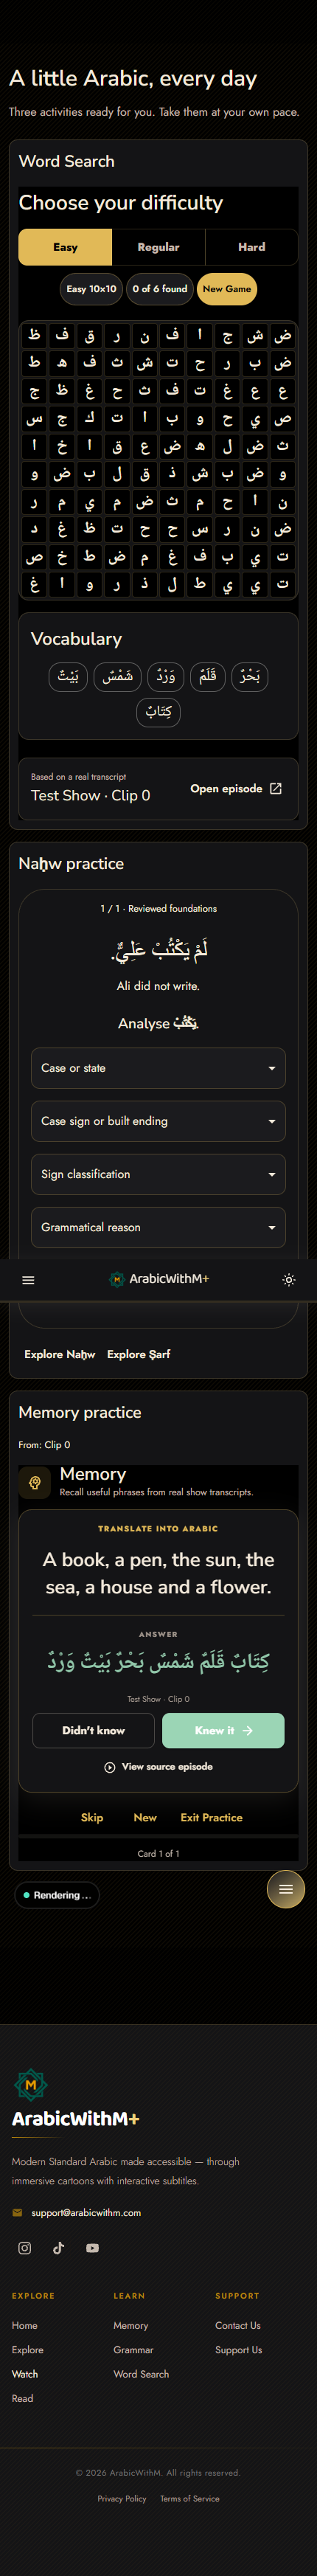 A little Arabic, every day
Three activities ready for you. Take them at your own pace.
Word Search
Choose your difficulty
Easy Regular Hard
Easy 10×10 0 of 6 found New Game
ض ش ج ا ف ن ر ق ف ظ
ض ب ر ح ت ش ث ف ه ط
ع ع غ ت ف ث ح غ ظ ج
ص ي ح و ب ا ت ك ج س
ث ض ل ه ض ع ق ا خ ا
و ض ب ش ذ ق ل ب ض و
ن ا ح م ث ض م ي م ر
ض ن ر س ح ح ت ظ غ د
ت ي ب ف غ م ض ط خ ص
ت ي ي ط ل ذ ر و ا غ
Vocabulary
بَحْرٌ قَلَمٌ وَرْدٌ شَمْسٌ بَيْتٌ
كِتَابٌ
Based on a real transcript
Test Show · Clip 0
Open episode
Naḥw practice
1 / 1 · Reviewed foundations
لَمْ يَكْتُبْ عَلِيٌّ.
Ali did not write.
Analyse يَكْتُبْ.
Case or state
Case sign or built ending
Sign classification
Grammatical reason
ArabicWithM+
Explore Naḥw Explore Ṣarf
Memory practice
From: Clip 0
Memory
Recall useful phrases from real show transcripts.
TRANSLATE INTO ARABIC
A book, a pen, the sun, the
sea, a house and a flower.
ANSWER
كِتَابٌ قَلَمٌ شَمْسٌ بَحْرٌ بَيْتٌ وَرْدٌ
Test Show · Clip 0
Didn't know Knew it
View source episode
Skip New Exit Practice
Card 1 of 1
Rendering ...
M
ArabicWithM+
Modern Standard Arabic made accessible — through
immersive cartoons with interactive subtitles.
support@arabicwithm.com
EXPLORE LEARN SUPPORT
Home Memory Contact Us
Explore Grammar Support Us
Watch Word Search
Read
© 2026 ArabicWithM. All rights reserved.
Privacy Policy Terms of Service